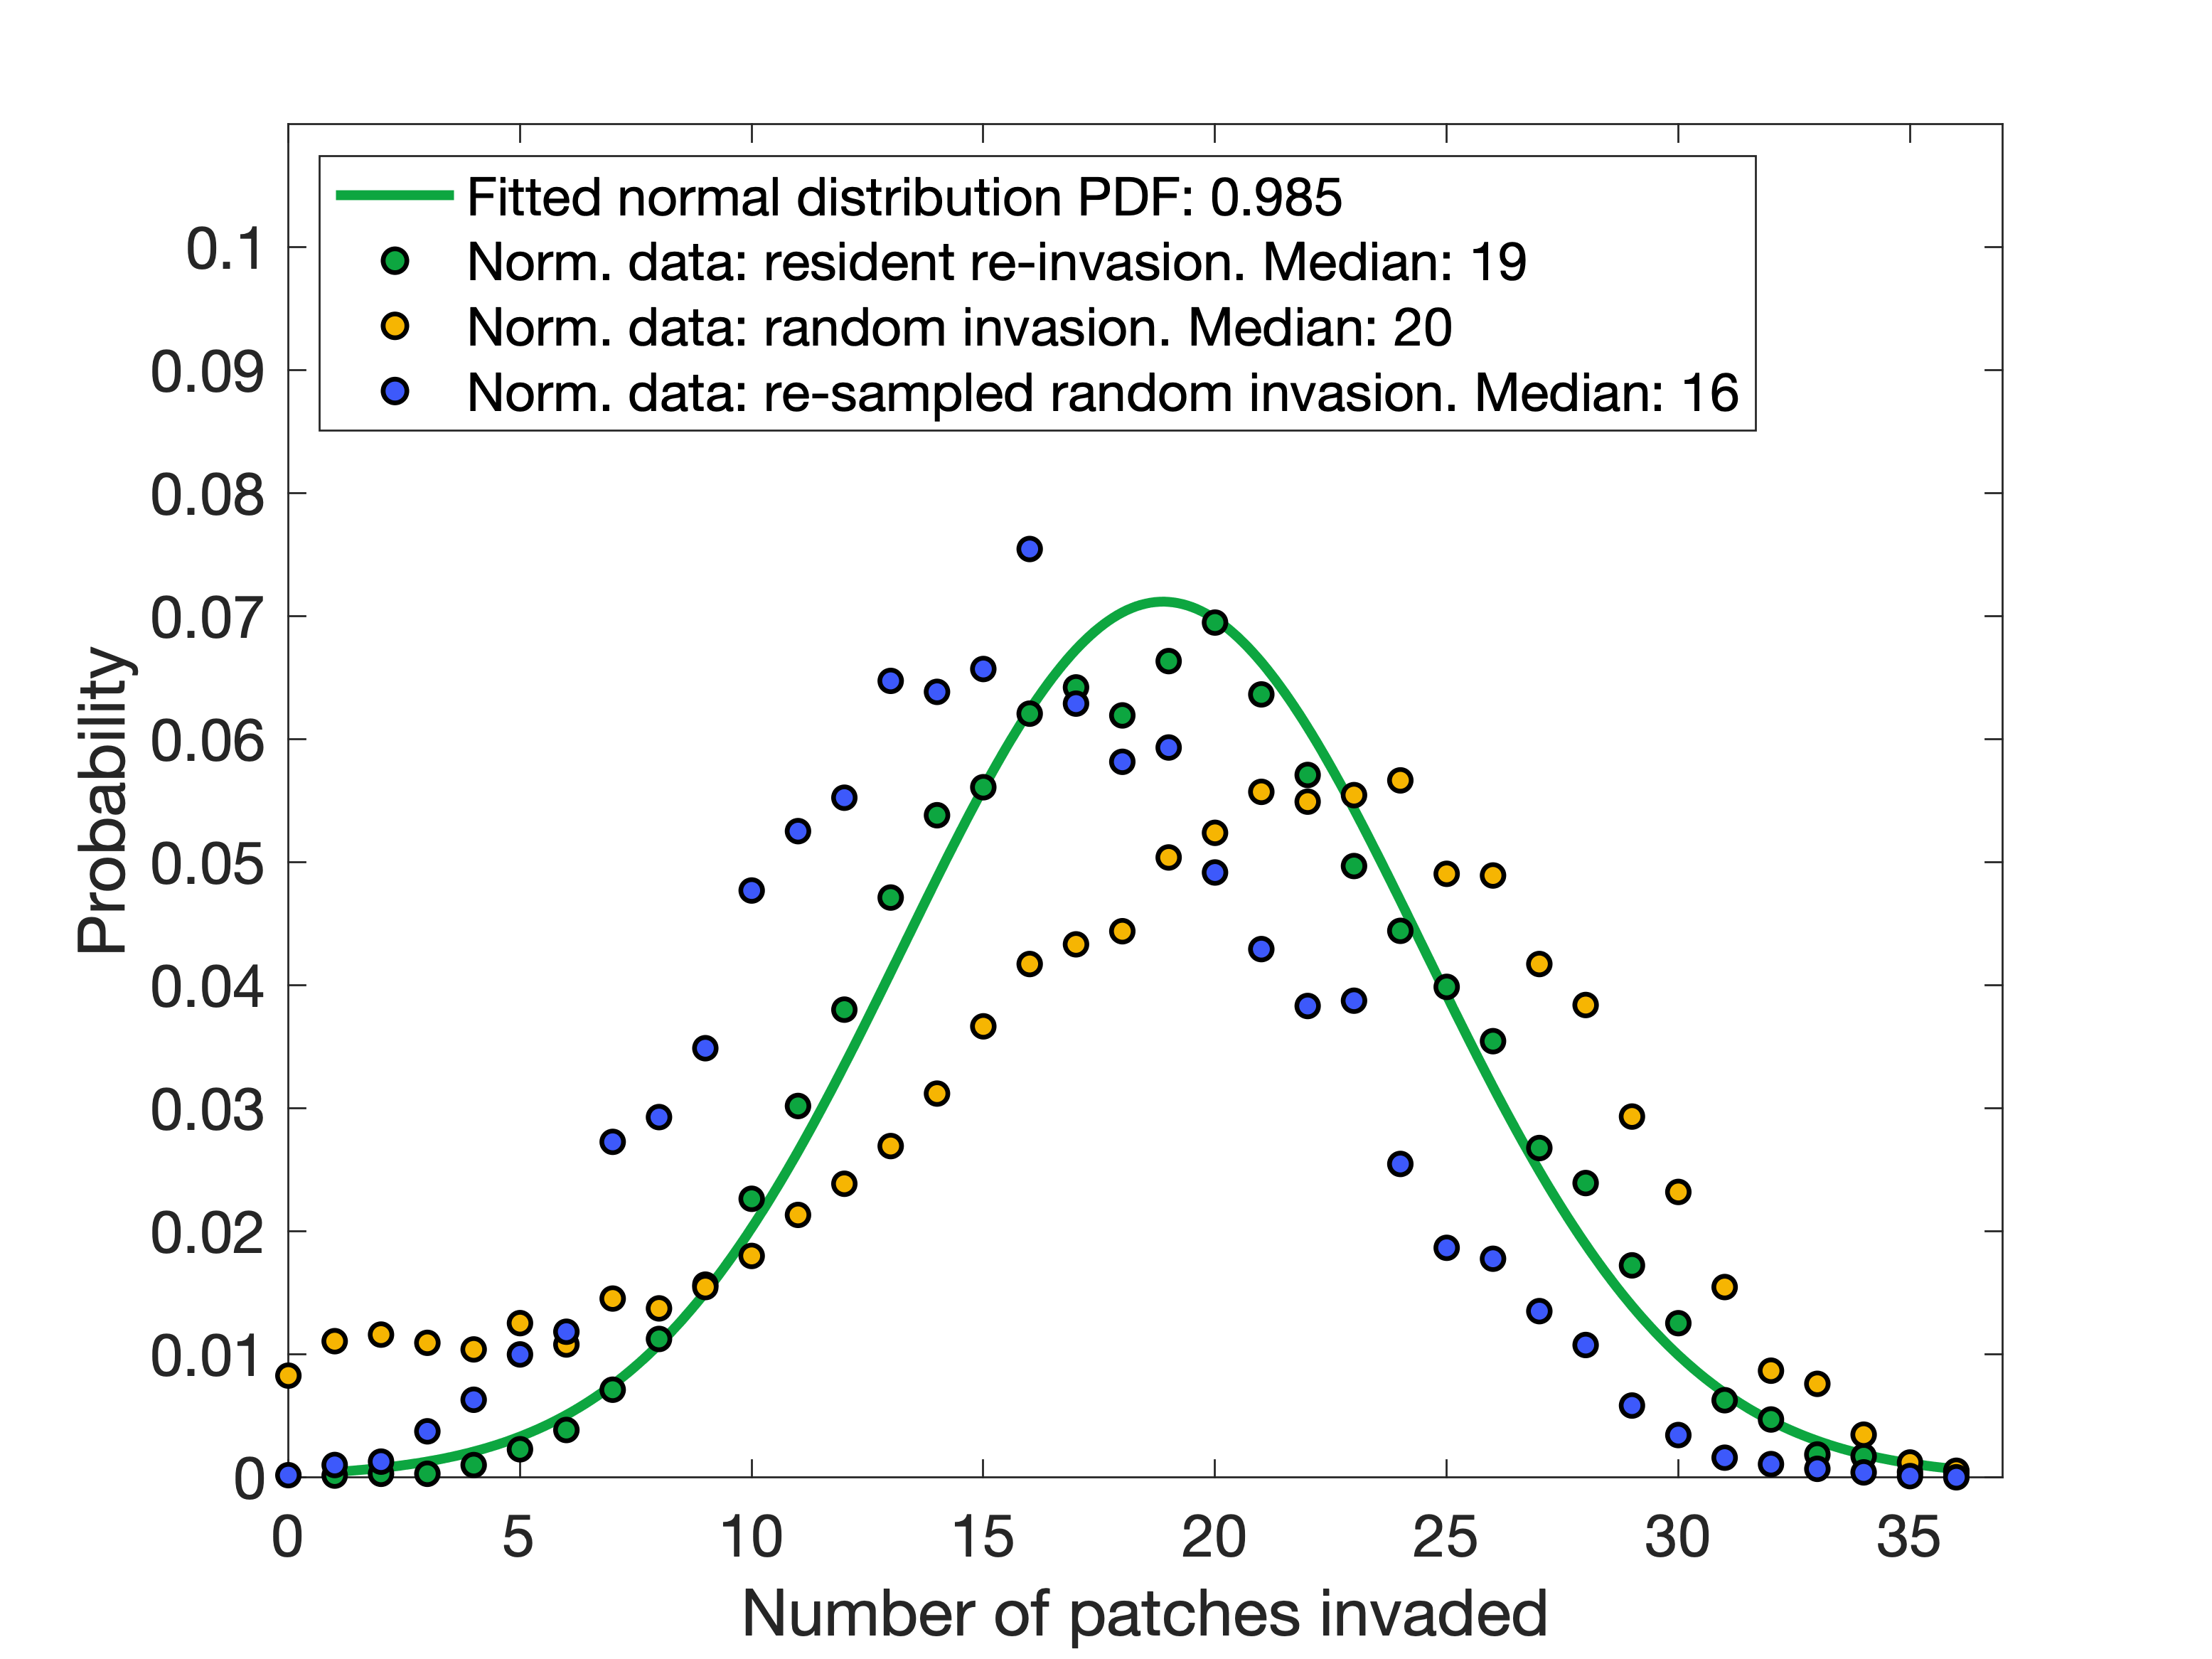 Fitted normal distribution PDF: 0.985
Norm. data: resident re-invasion. Median: 19
Norm. data: random invasion. Median: 20
Norm. data: re-sampled random invasion. Median: 16
0.1
0.09
0.08
0.07
0.06
0.05
0.04
0.03
0.02
0.01
0
Probability
0 5 10 15 20 25 30 35
Number of patches invaded